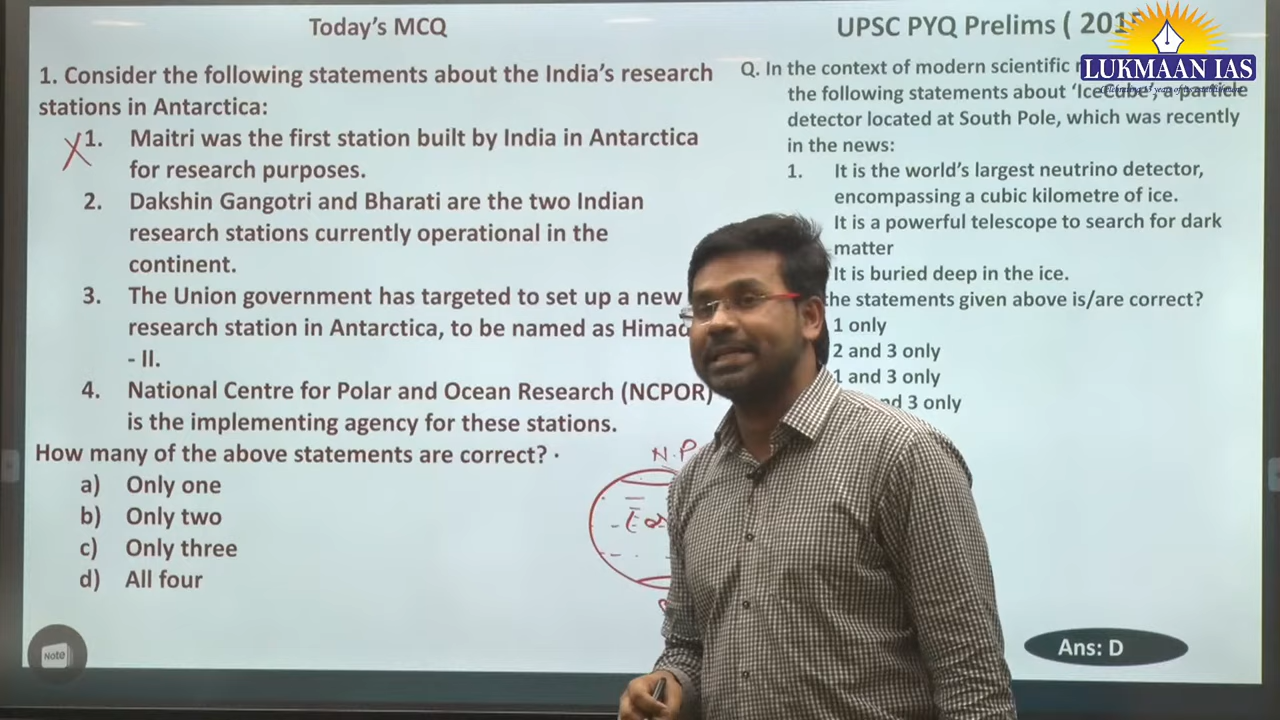 Today's MCQ
1. Consider the following statements about the India's research
stations in Antarctica:
X 1. Maitri was the first station built by India in Antarctica
for research purposes.
2. Dakshin Gangotri and Bharati are the two Indian
research stations currently operational in the
continent.
3. The Union government has targeted to set up a new
research station in Antarctica, to be named as
- II.
4. National Centre for Polar and Ocean Research (NCPOR)
is the implementing agency for these stations.
How many of the above statements are correct?
a) Only one
b) Only two
c) Only three
d) All four
N.P
Note
UPSC PYQ Prelims (
LUKMAAN IAS
Q. In the context of modern scientific
the following statements about 'IceCube', a particle
detector located at South Pole, which was recently
in the news:
1. It is the world's largest neutrino detector,
encompassing a cubic kilometre of ice.
It is a powerful telescope to search for dark
matter
It is buried deep in the ice.
the statements given above is/are correct?
1 only
2 and 3 only
1 and 3 only
3 only
Ans: D